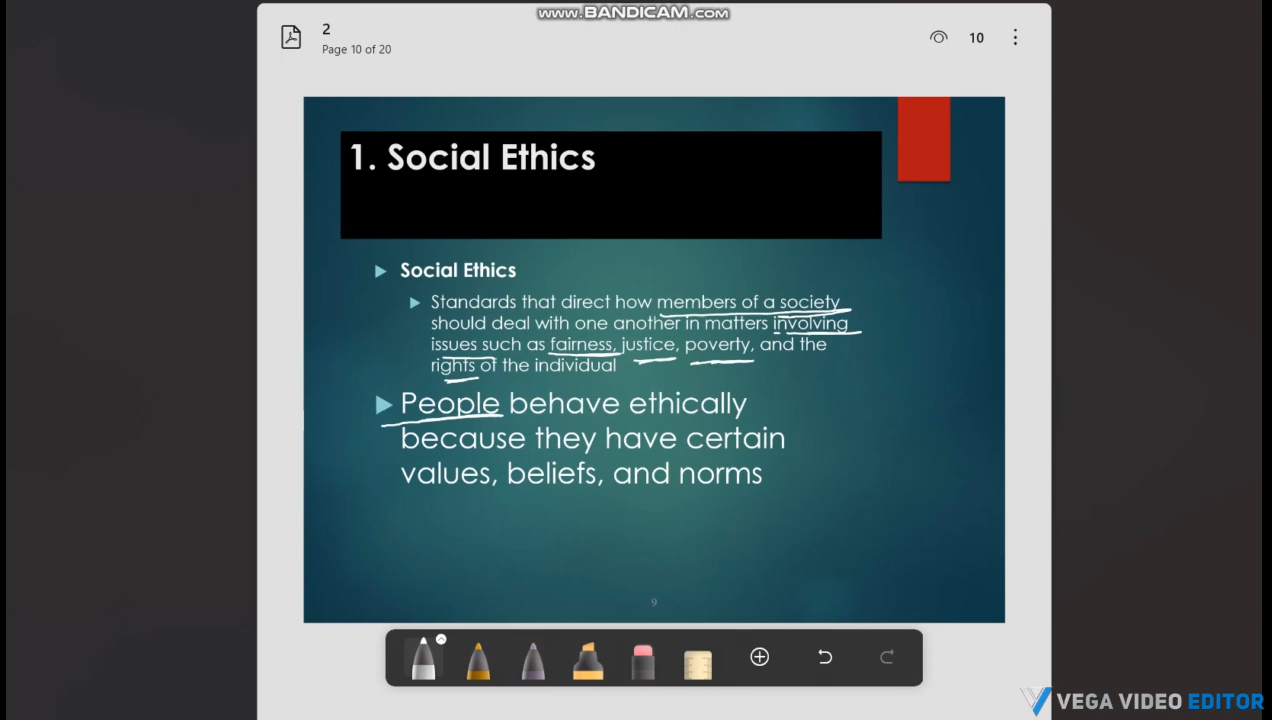 www.BANDICAM.com
2
Page 10 of 20
10
1. Social Ethics
Social Ethics
Standards that direct how members of a society
should deal with one another in matters involving
issues such as fairness, justice, poverty, and the
rights of the individual
People behave ethically
because they have certain
values, beliefs, and norms
9
VEGA VIDEO EDITOR